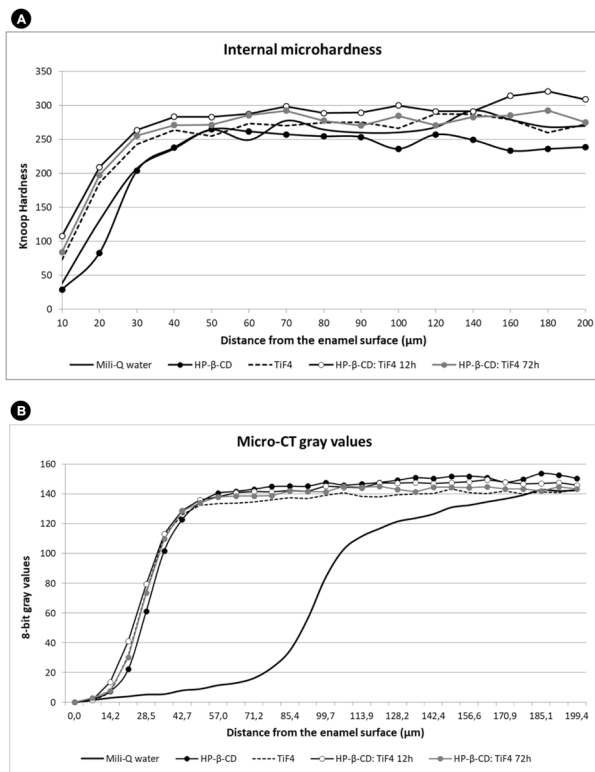 A
Internal microhardness
350
300
250
200
150
100
50
0
Knoop Hardness
10 20 30 40 50 60 70 80 90 100 120 140 160 180 200
Distance from the enamel surface (µm)
Mili-Q water HP-β-CD TiF4 HP-β-CD: TiF4 12h HP-β-CD: TiF4 72h
B
Micro-CT gray values
160
140
120
100
80
60
40
20
0
8-bit gray values
0,0 14,2 28,5 42,7 57,0 71,2 85,4 99,7 113,9 128,2 142,4 156,6 170,9 185,1 199,4
Distance from the enamel surface (µm)
Mili-Q water HP-β-CD TiF4 HP-β-CD: TiF4 12h HP-β-CD: TiF4 72h